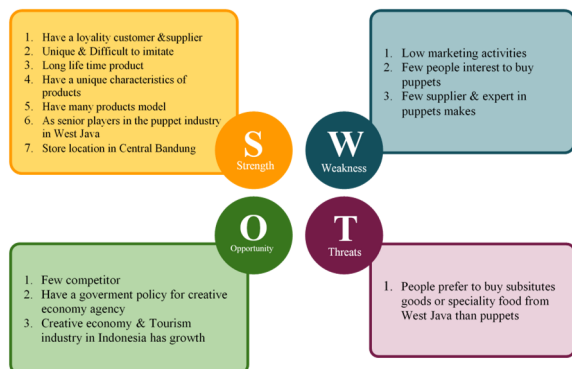 1. Have a loyality customer &supplier
2. Unique & Difficult to imitate
3. Long life time product
4. Have a unique characteristics of
products
5. Have many products model
6. As senior players in the puppet industry
in West Java
7. Store location in Central Bandung
S
Strength
W
Weakness
1. Low marketing activities
2. Few people interest to buy
puppets
3. Few supplier & expert in
puppets makes
O
Opportunity
T
Threats
1. Few competitor
2. Have a goverment policy for creative
economy agency
3. Creative economy & Tourism
industry in Indonesia has growth
1. People prefer to buy subsitutes
goods or speciality food from
West Java than puppets